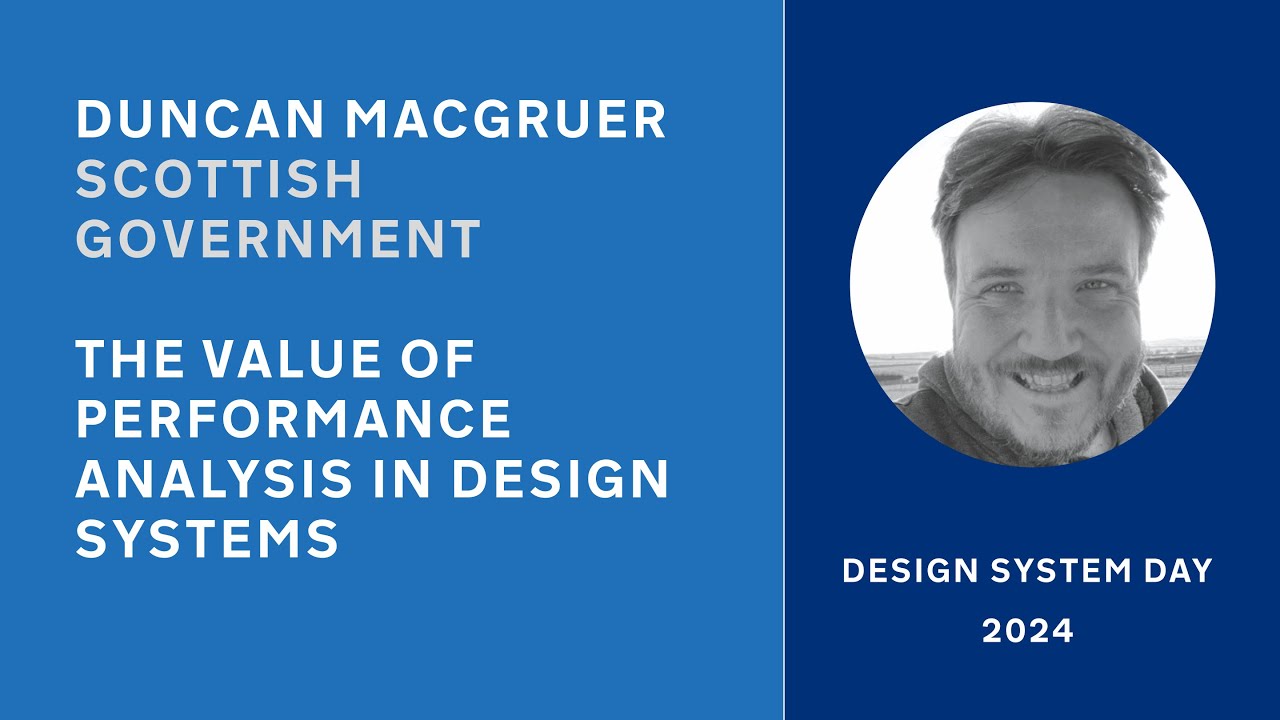 DUNCAN MACGRUER
SCOTTISH
GOVERNMENT
THE VALUE OF
PERFORMANCE
ANALYSIS IN DESIGN
SYSTEMS
DESIGN SYSTEM DAY
2024